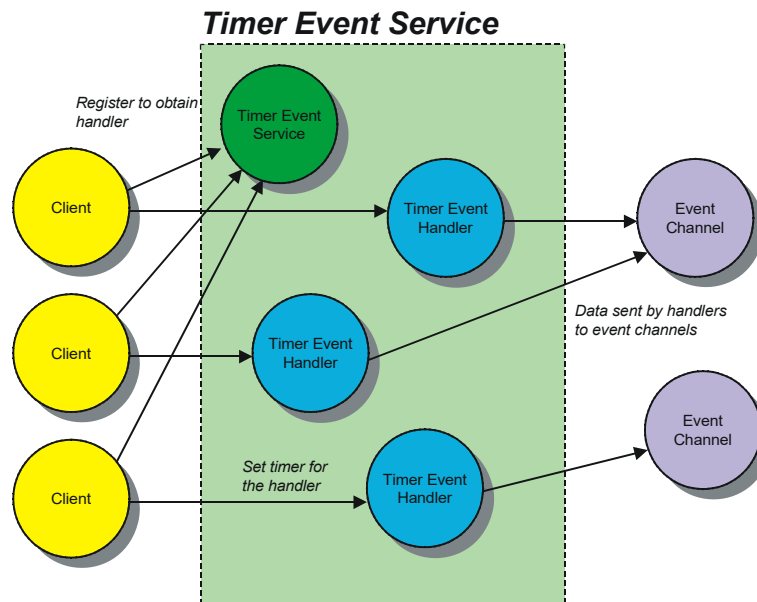 Timer Event Service
Register to obtain
handler
Timer Event
Service
Client
Timer Event
Handler
Event
Channel
Client
Timer Event
Handler
Data sent by handlers
to event channels
Client
Set timer for
the handler
Timer Event
Handler
Event
Channel